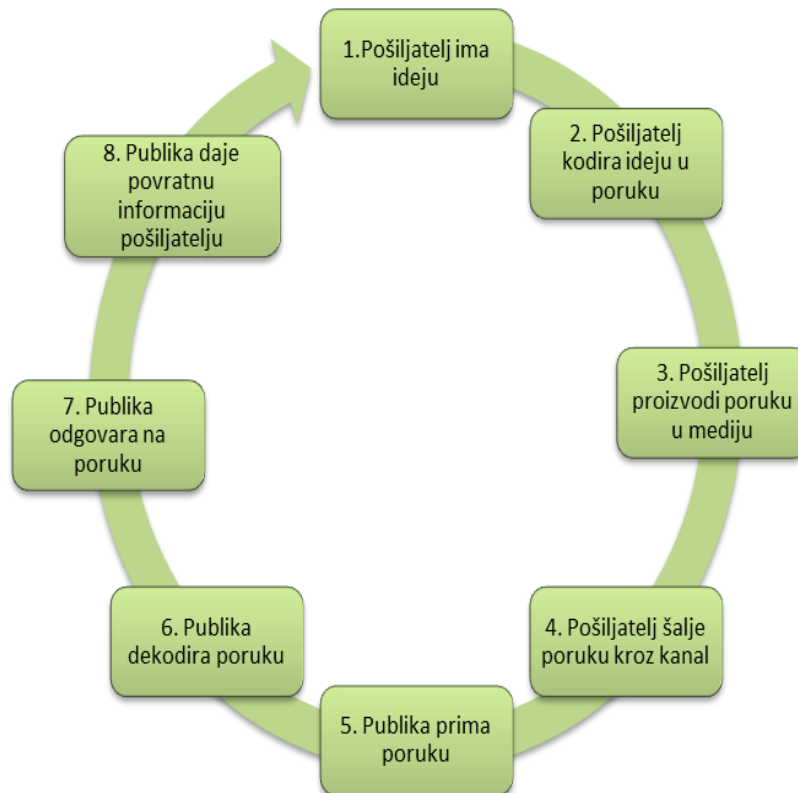 1.Pošiljatelj ima
ideju
2. Pošiljatelj
kodira ideju u
poruku
3. Pošiljatelj
proizvodi poruku
u mediju
4. Pošiljatelj šalje
poruku kroz kanal
5. Publika prima
poruku
6. Publika
dekodira poruku
7. Publika
odgovara na
poruku
8. Publika daje
povratnu
informaciju
pošiljatelju